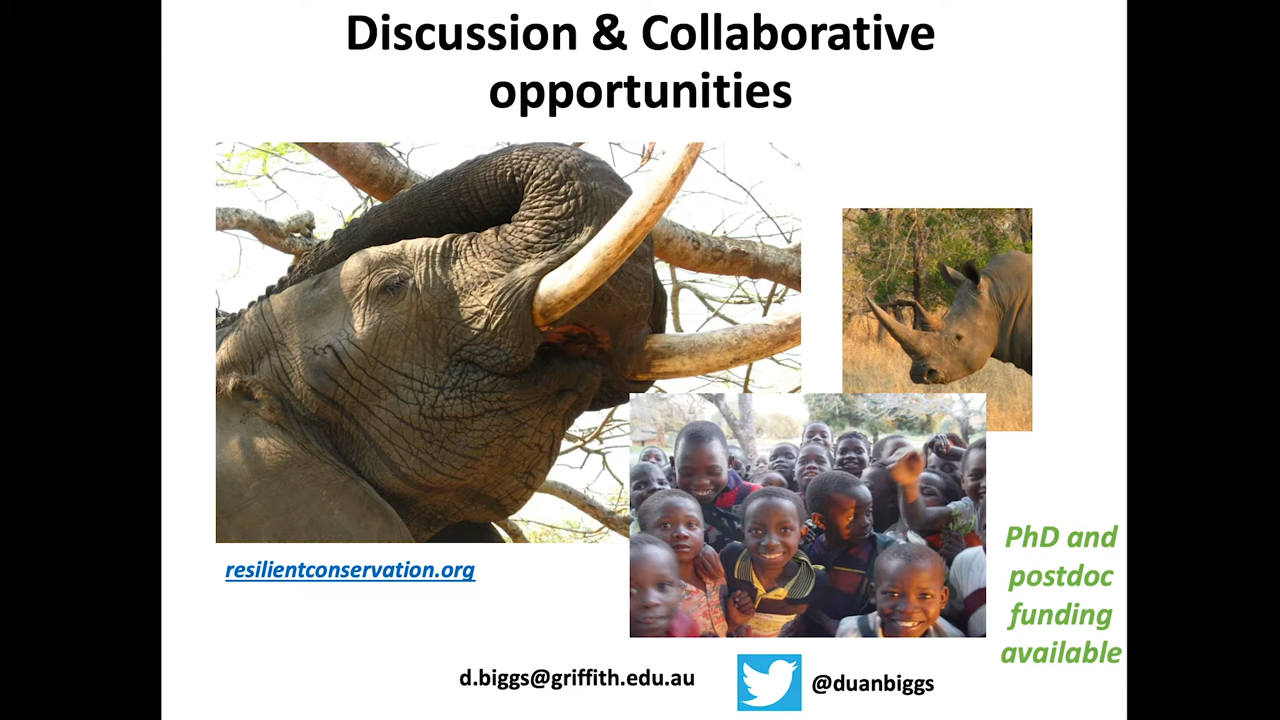 Discussion & Collaborative
opportunities
resilientconservation.org
PhD and
postdoc
funding
available
d.biggs@griffith.edu.au
@duanbiggs